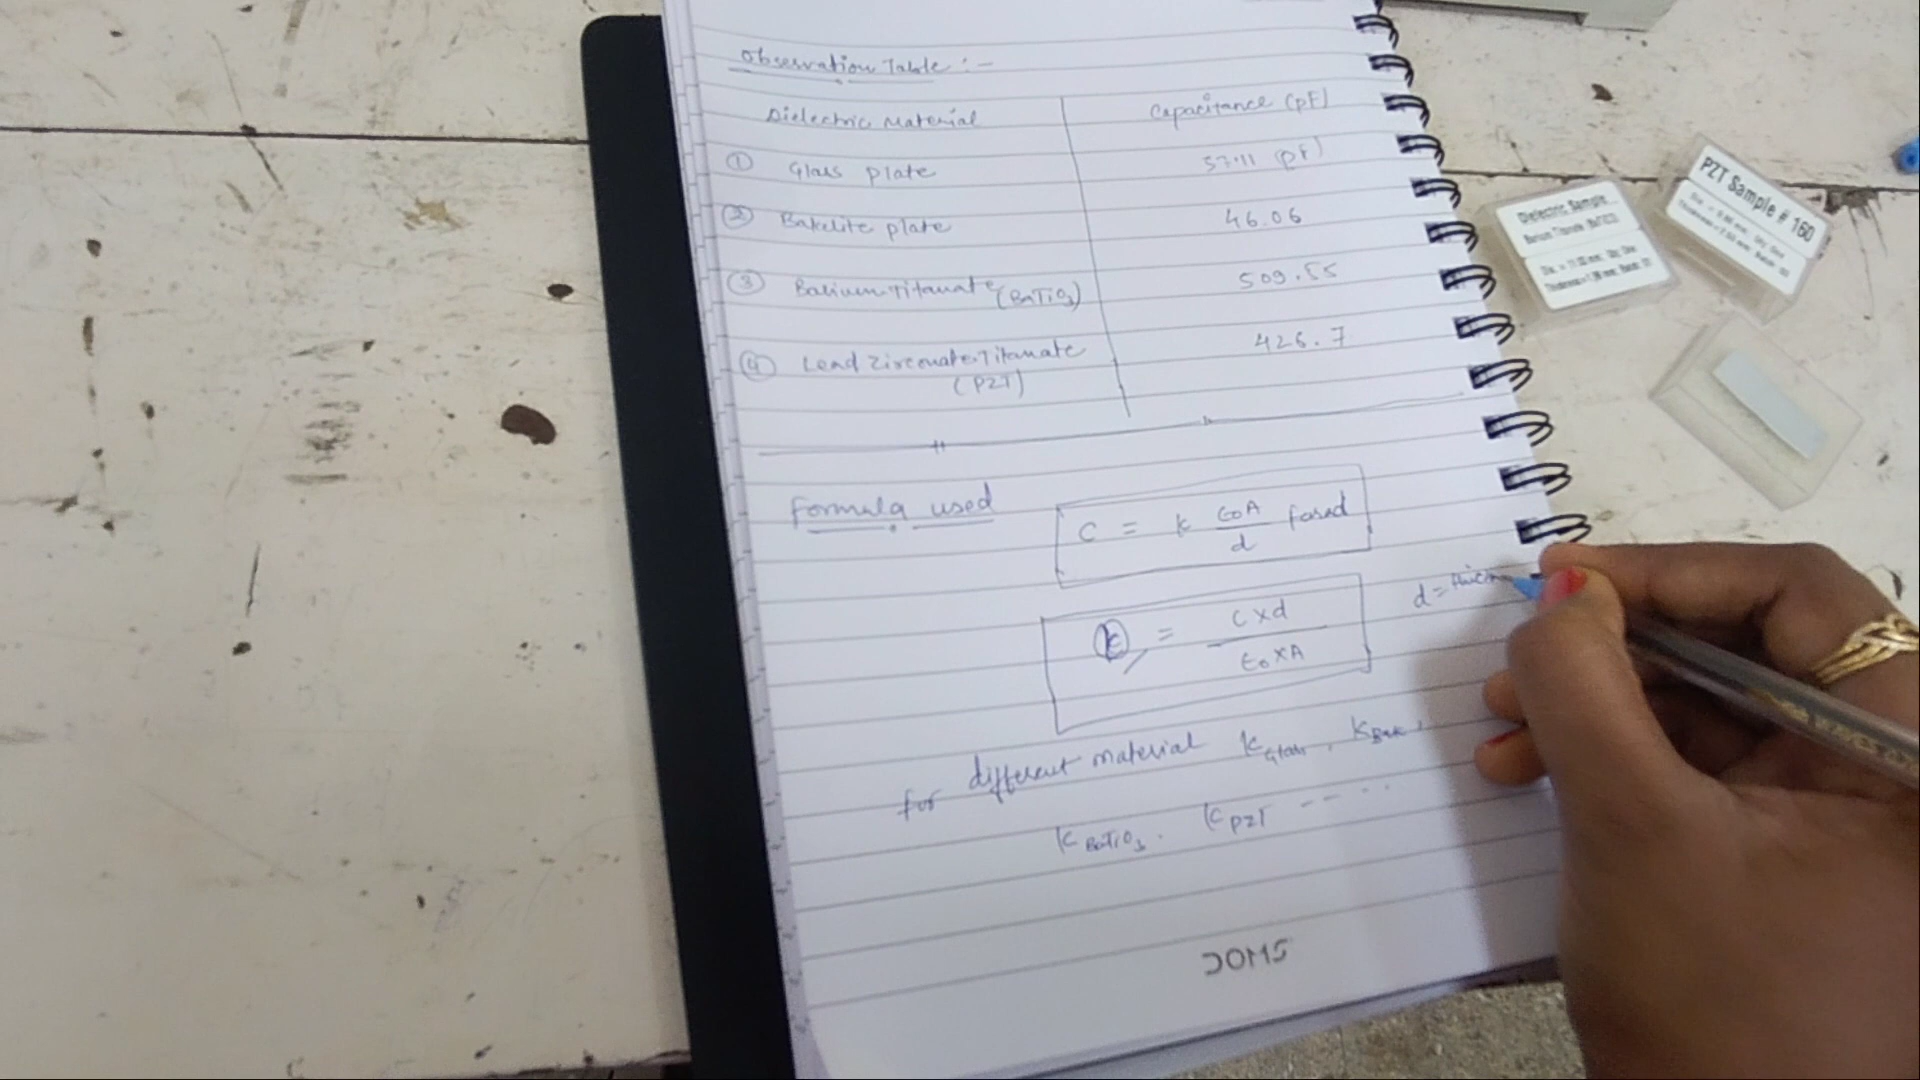 Observation Table :-
Dielectric Material Capacitance (pF)
① Glass plate 57.11 (pF)
② Bakelite plate 46.06
③ Barium Titanate (BaTiO3) 509.55
④ Lead Zirconate Titanate 426.7
(PZT)
Formula used
C = k ε0A / d farad
k = C x d / ε0 x A
d = thickn
for different material kGlass, kBak,
kBaTiO3. kPZT -- ..
DOMS
Dielectric Sample...
Barium Titanate (BaTiO3)
PZT Sample # 160